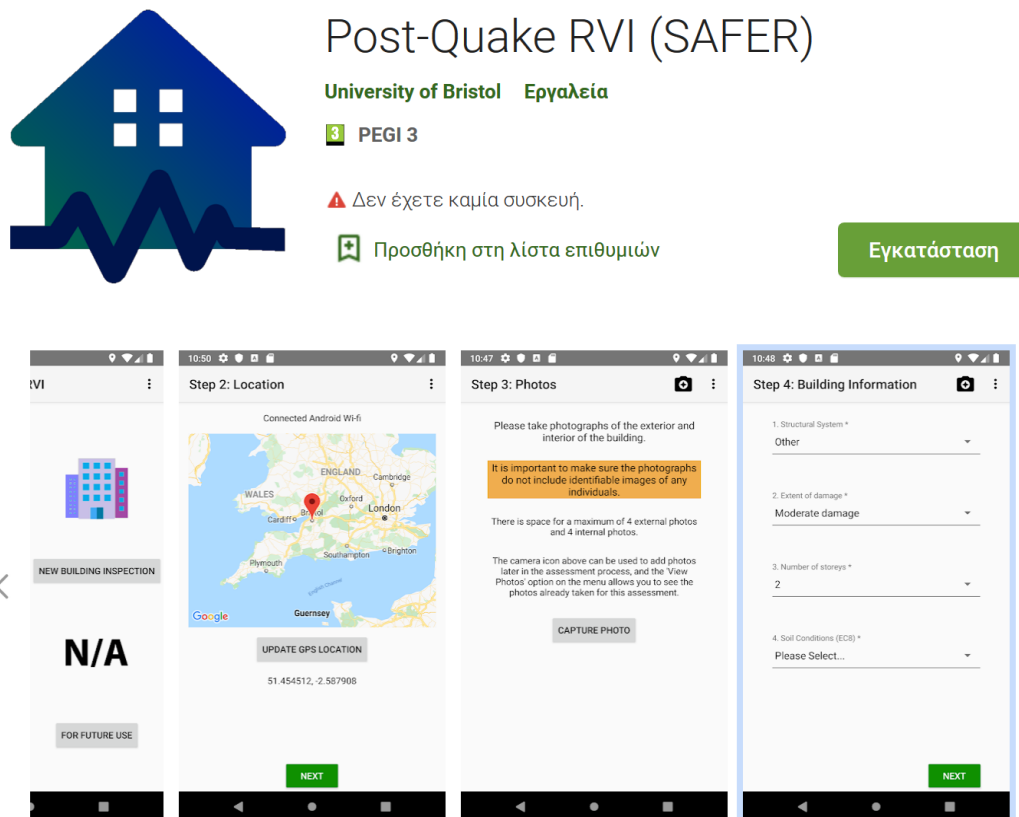 Post-Quake RVI (SAFER)
University of Bristol Εργαλεία
3 PEGI 3
Δεν έχετε καμία συσκευή.
Προσθήκη στη λίστα επιθυμιών
Εγκατάσταση
RVI
NEW BUILDING INSPECTION
N/A
FOR FUTURE USE
10:50
Step 2: Location
Connected Android Wi-fi
ENGLAND
Cambridge
WALES
Oxford
Bristol
London
Cardiff
Southampton
Brighton
Plymouth
English Channel
Guernsey
Google
UPDATE GPS LOCATION
51.454512, -2.587908
NEXT
10:47
Step 3: Photos
Please take photographs of the exterior and
interior of the building.
It is important to make sure the photographs
do not include identifiable images of any
individuals.
There is space for a maximum of 4 external photos
and 4 internal photos.
The camera icon above can be used to add photos
later in the assessment process, and the 'View
Photos' option on the menu allows you to see the
photos already taken for this assessment.
CAPTURE PHOTO
10:48
Step 4: Building Information
1. Structural System *
Other
2. Extent of damage *
Moderate damage
3. Number of storeys *
2
4. Soil Conditions (EC8) *
Please Select...
NEXT